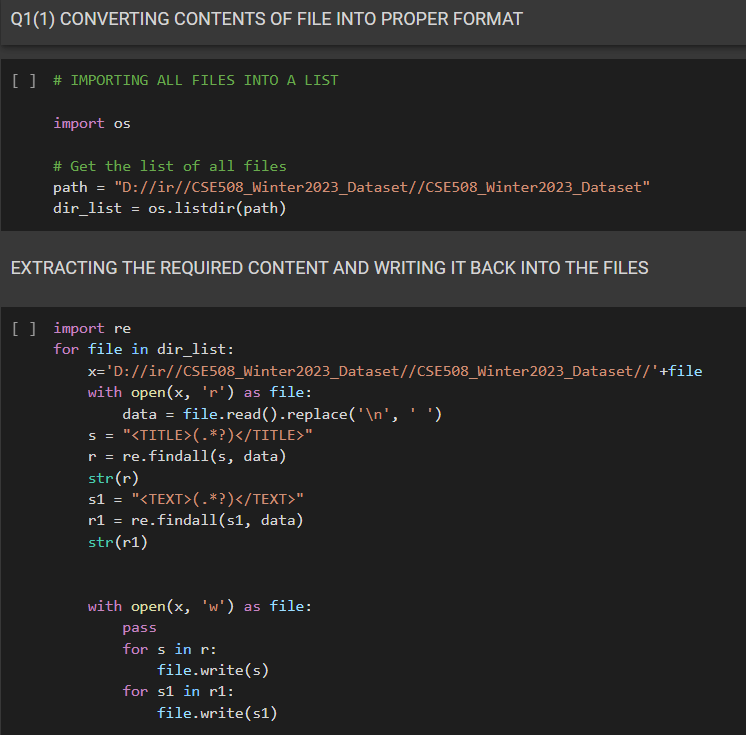 Q1(1) CONVERTING CONTENTS OF FILE INTO PROPER FORMAT
[ ] # IMPORTING ALL FILES INTO A LIST
import os
# Get the list of all files
path = "D://ir//CSE508_Winter2023_Dataset//CSE508_Winter2023_Dataset"
dir_list = os.listdir(path)
EXTRACTING THE REQUIRED CONTENT AND WRITING IT BACK INTO THE FILES
[ ] import re
for file in dir_list:
    x='D://ir//CSE508_Winter2023_Dataset//CSE508_Winter2023_Dataset//'+file
    with open(x, 'r') as file:
        data = file.read().replace('\n', ' ')
    s = "<TITLE>(.*?)</TITLE>"
    r = re.findall(s, data)
    str(r)
    s1 = "<TEXT>(.*?)</TEXT>"
    r1 = re.findall(s1, data)
    str(r1)
    with open(x, 'w') as file:
        pass
        for s in r:
            file.write(s)
        for s1 in r1:
            file.write(s1)